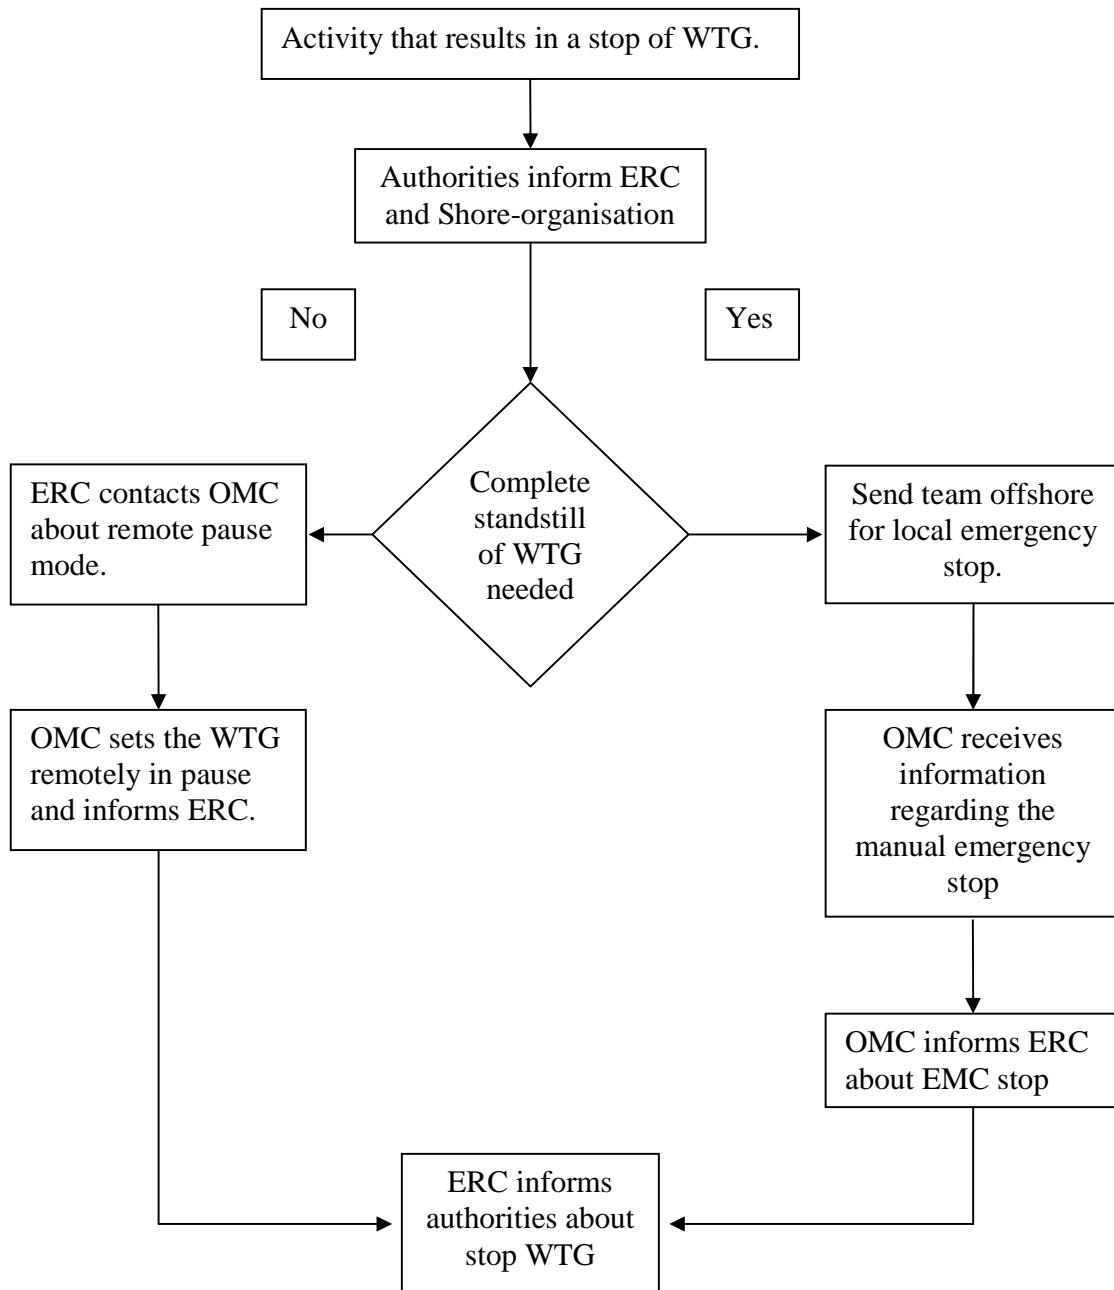 Activity that results in a stop of WTG.
Authorities inform ERC
and Shore-organisation
No
Yes
Complete
standstill
of WTG
needed
ERC contacts OMC
about remote pause
mode.
Send team offshore
for local emergency
stop.
OMC sets the WTG
remotely in pause
and informs ERC.
OMC receives
information
regarding the
manual emergency
stop
OMC informs ERC
about EMC stop
ERC informs
authorities about
stop WTG